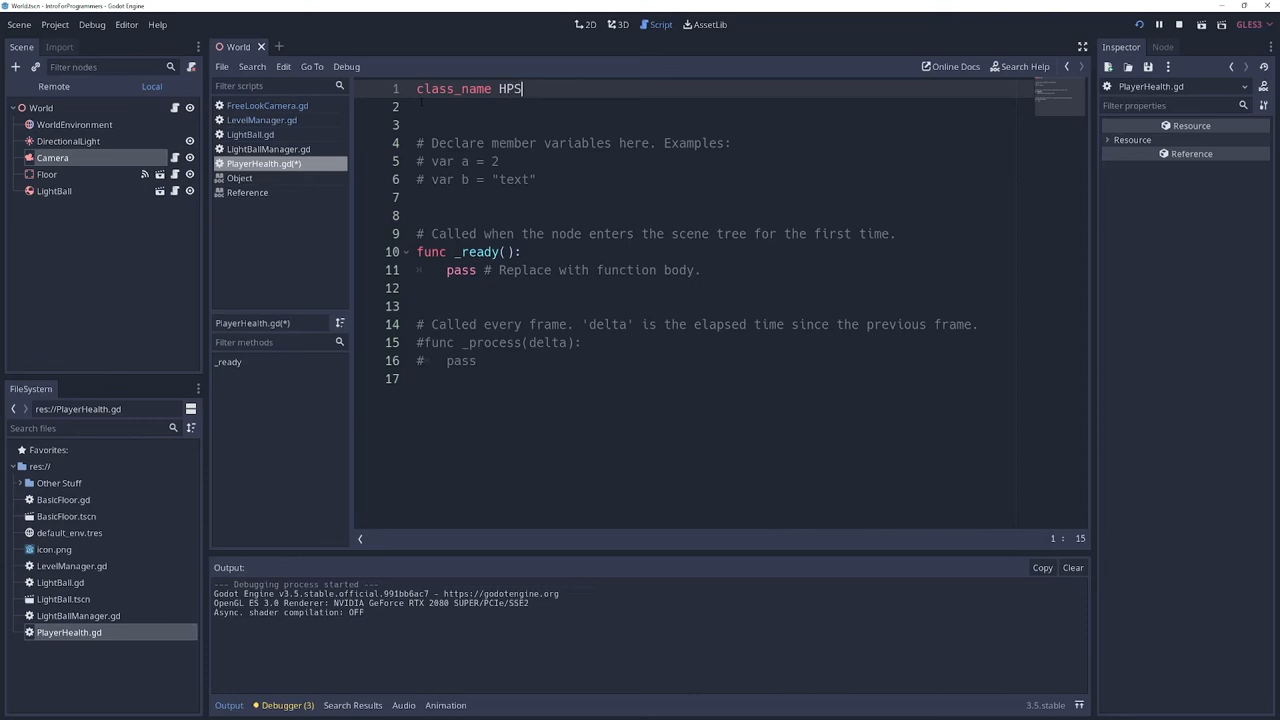 World.tscn - IntroForProgrammers - Godot Engine
Scene Project Debug Editor Help
2D 3D Script AssetLib
GLES3
Scene Import
Filter nodes
Remote Local
World
WorldEnvironment
DirectionalLight
Camera
Floor
LightBall
FileSystem
res://PlayerHealth.gd
Search files
Favorites:
res://
Other Stuff
BasicFloor.gd
BasicFloor.tscn
default_env.tres
icon.png
LevelManager.gd
LightBall.gd
LightBall.tscn
LightBallManager.gd
PlayerHealth.gd
World
File Search Edit Go To Debug
Online Docs Search Help
Filter scripts
FreeLookCamera.gd
LevelManager.gd
LightBall.gd
LightBallManager.gd
PlayerHealth.gd(*)
Object
Reference
PlayerHealth.gd(*)
Filter methods
_ready
1 class_name HPS
2
3
4 # Declare member variables here. Examples:
5 # var a = 2
6 # var b = "text"
7
8
9 # Called when the node enters the scene tree for the first time.
10 func _ready():
11 pass # Replace with function body.
12
13
14 # Called every frame. 'delta' is the elapsed time since the previous frame.
15 #func _process(delta):
16 # pass
17
1 : 15
Output:
Copy Clear
--- Debugging process started ---
Godot Engine v3.5.stable.official.991bb6ac7 - https://godotengine.org
OpenGL ES 3.0 Renderer: NVIDIA GeForce RTX 2080 SUPER/PCIe/SSE2
Async. shader compilation: OFF
Output Debugger (3) Search Results Audio Animation
3.5.stable
Inspector Node
PlayerHealth.gd
Filter properties
Resource
Resource
Reference